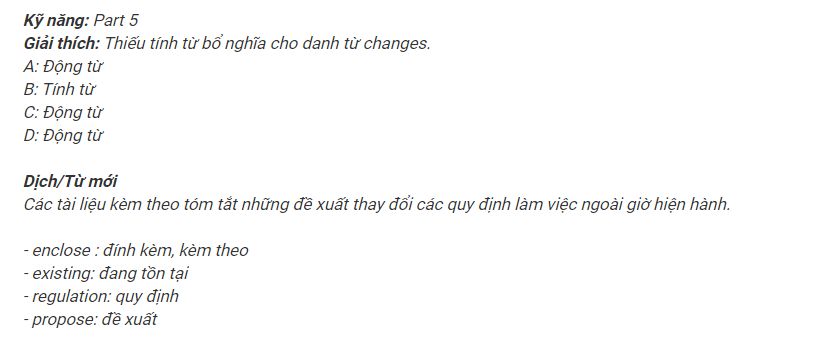 Kỹ năng: Part 5
Giải thích: Thiếu tính từ bổ nghĩa cho danh từ changes.
A: Động từ
B: Tính từ
C: Động từ
D: Động từ
Dịch/Từ mới
Các tài liệu kèm theo tóm tắt những đề xuất thay đổi các quy định làm việc ngoài giờ hiện hành.
- enclose : đính kèm, kèm theo
- existing: đang tồn tại
- regulation: quy định
- propose: đề xuất